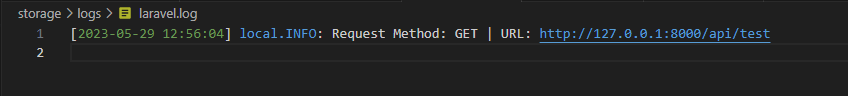 storage > logs > laravel.log
1 [2023-05-29 12:56:04] local.INFO: Request Method: GET | URL: http://127.0.0.1:8000/api/test
2